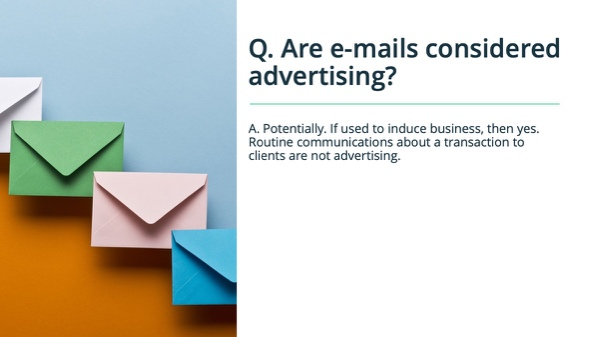 Q. Are e-mails considered
advertising?
A. Potentially. If used to induce business, then yes.
Routine communications about a transaction to
clients are not advertising.